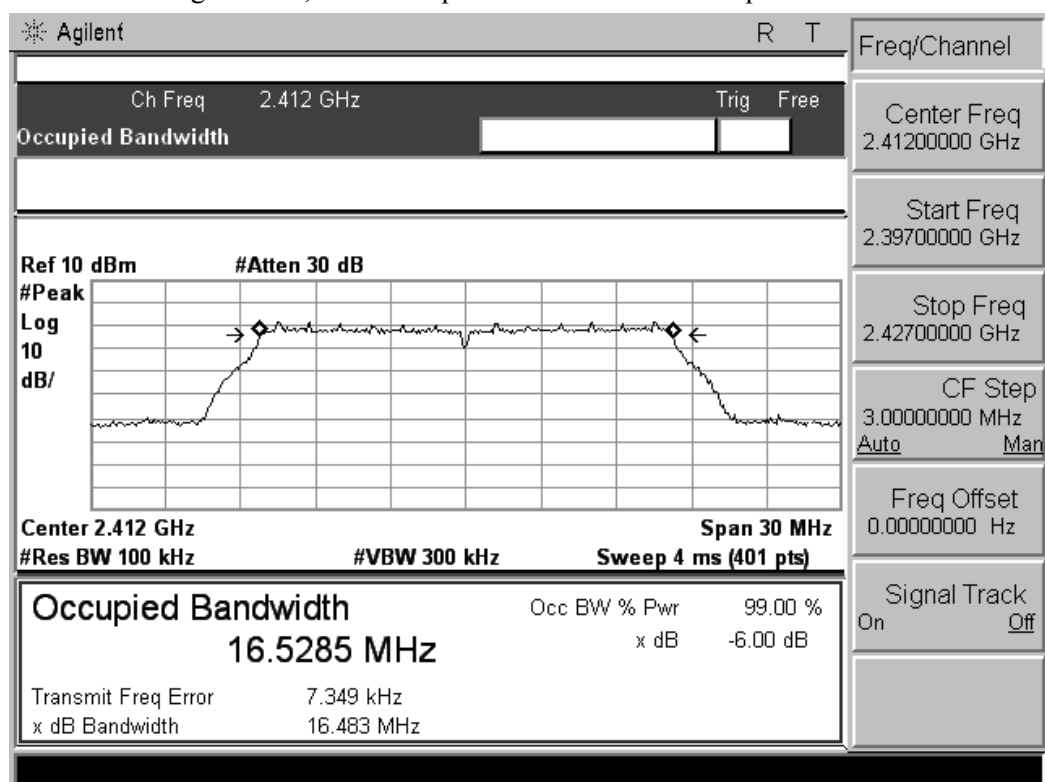 Agilent R T
Freq/Channel
Ch Freq 2.412 GHz Trig Free
Occupied Bandwidth
Center Freq
2.41200000 GHz
Start Freq
2.39700000 GHz
Stop Freq
2.42700000 GHz
CF Step
3.00000000 MHz
Auto Man
Freq Offset
0.00000000 Hz
Signal Track
On Off
Ref 10 dBm #Atten 30 dB
#Peak
Log
10
dB/
Center 2.412 GHz Span 30 MHz
#Res BW 100 kHz #VBW 300 kHz Sweep 4 ms (401 pts)
Occupied Bandwidth Occ BW % Pwr 99.00 %
16.5285 MHz x dB -6.00 dB
Transmit Freq Error 7.349 kHz
x dB Bandwidth 16.483 MHz